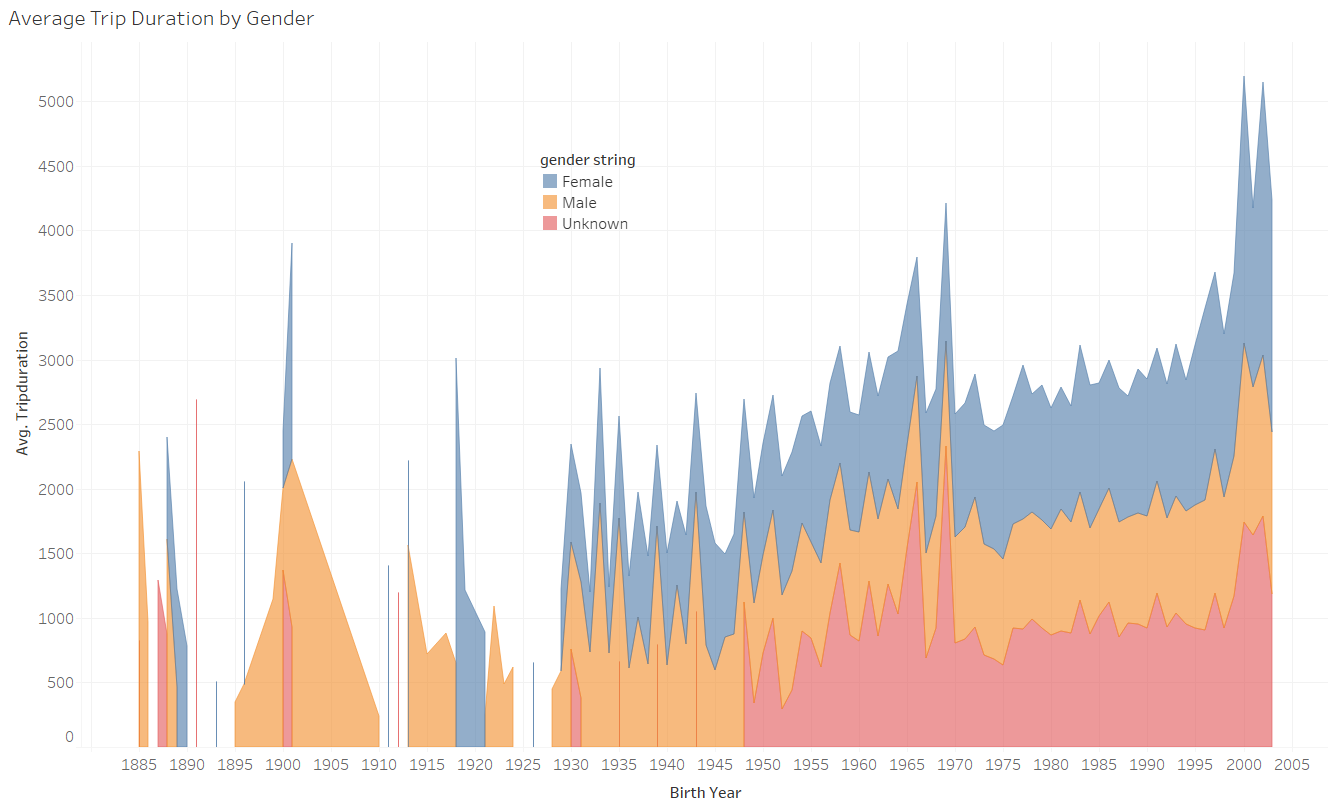 Average Trip Duration by Gender
5000
4500
4000
3500
3000
2500
2000
1500
1000
500
0
Avg. Tripduration
gender string
Female
Male
Unknown
1885 1890 1895 1900 1905 1910 1915 1920 1925 1930 1935 1940 1945 1950 1955 1960 1965 1970 1975 1980 1985 1990 1995 2000 2005
Birth Year